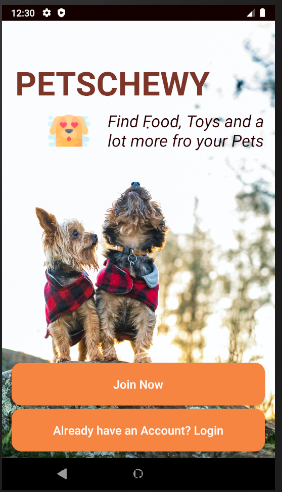 12:30
PETSCHEWY
Find Food, Toys and a
lot more fro your Pets
Join Now
Already have an Account? Login